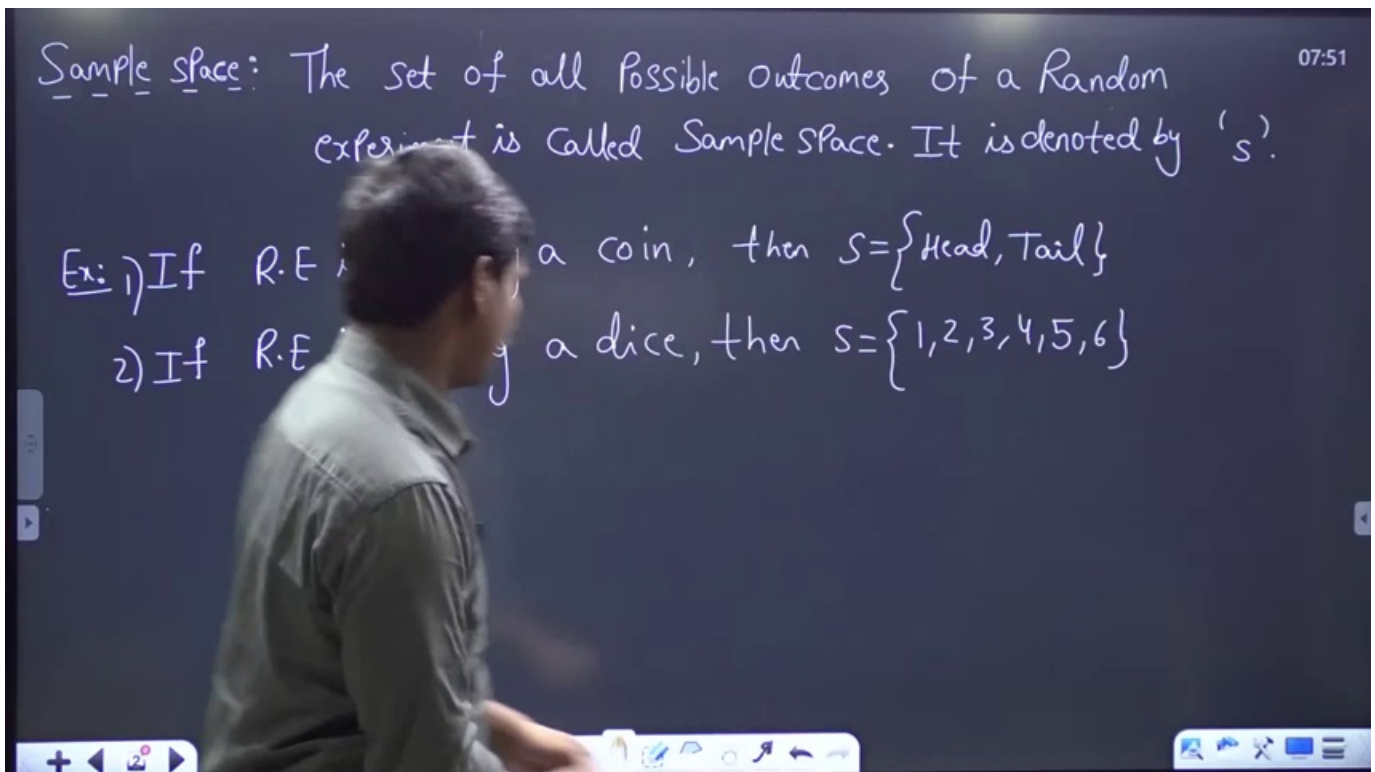 Sample space: The set of all Possible outcomes of a Random
07:51
is called Sample space. It is denoted by 's'.
Ex: 1) If R.E a coin, then S={Head, Tail}
2) If R.E a dice, then S={1,2,3,4,5,6}
2